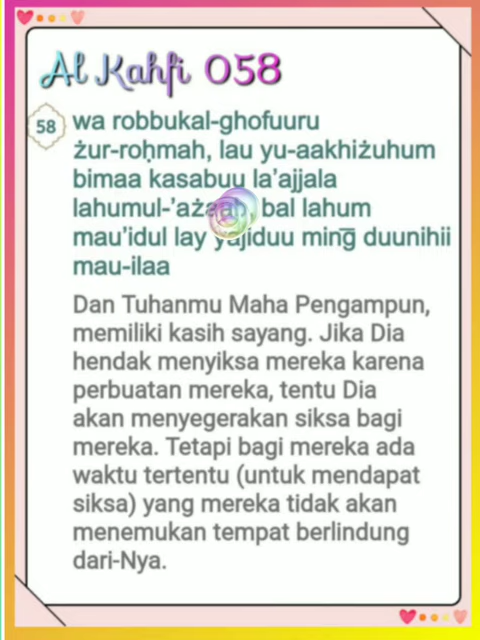 Al Kahfi 058
58 wa robbukal-ghofuuru
żur-roḥmah, lau yu-aakhiżuhum
bimaa kasabuu la'ajjala
lahumul-'ażaab, bal lahum
mau'idul lay yajiduu ming̅ duunihii
mau-ilaa
Dan Tuhanmu Maha Pengampun,
memiliki kasih sayang. Jika Dia
hendak menyiksa mereka karena
perbuatan mereka, tentu Dia
akan menyegerakan siksa bagi
mereka. Tetapi bagi mereka ada
waktu tertentu (untuk mendapat
siksa) yang mereka tidak akan
menemukan tempat berlindung
dari-Nya.